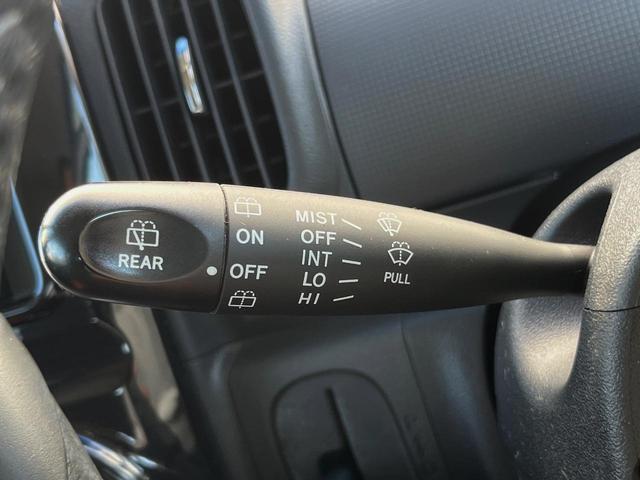 REAR
ON
OFF
MIST
OFF
INT
LO
HI
PULL